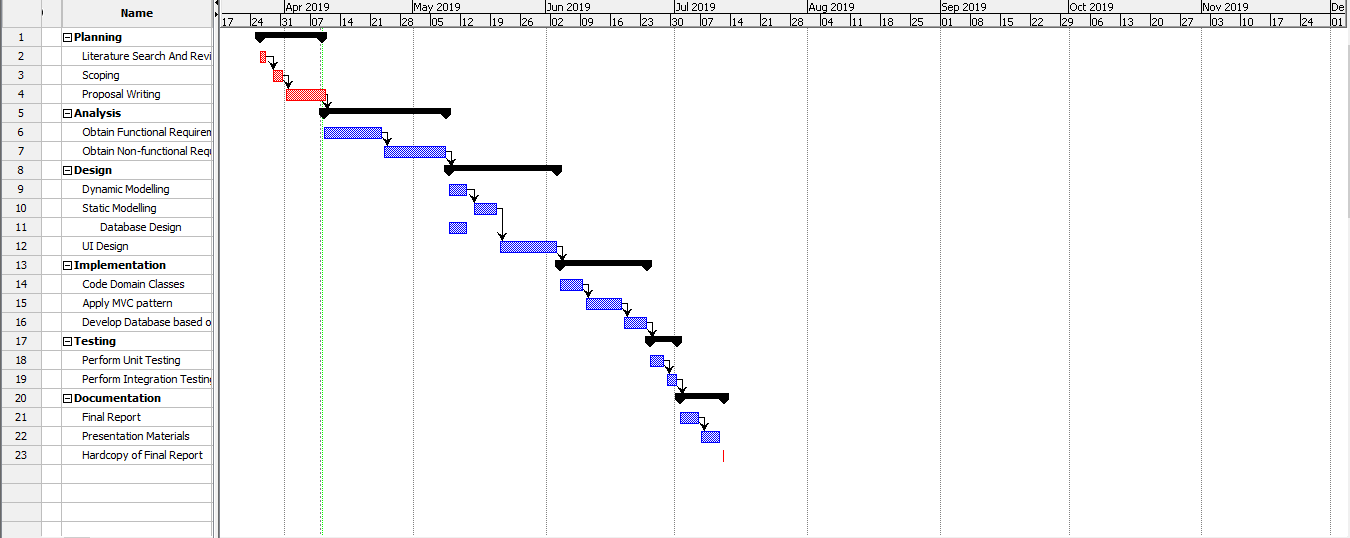 Name
Apr 2019 May 2019 Jun 2019 Jul 2019 Aug 2019 Sep 2019 Oct 2019 Nov 2019 De
17 24 31 07 14 21 28 05 12 19 26 02 09 16 23 30 07 14 21 28 04 11 18 25 01 08 15 22 29 06 13 20 27 03 10 17 24 01
1 Planning
2 Literature Search And Revi
3 Scoping
4 Proposal Writing
5 Analysis
6 Obtain Functional Requirem
7 Obtain Non-functional Requ
8 Design
9 Dynamic Modelling
10 Static Modelling
11 Database Design
12 UI Design
13 Implementation
14 Code Domain Classes
15 Apply MVC pattern
16 Develop Database based o
17 Testing
18 Perform Unit Testing
19 Perform Integration Testing
20 Documentation
21 Final Report
22 Presentation Materials
23 Hardcopy of Final Report